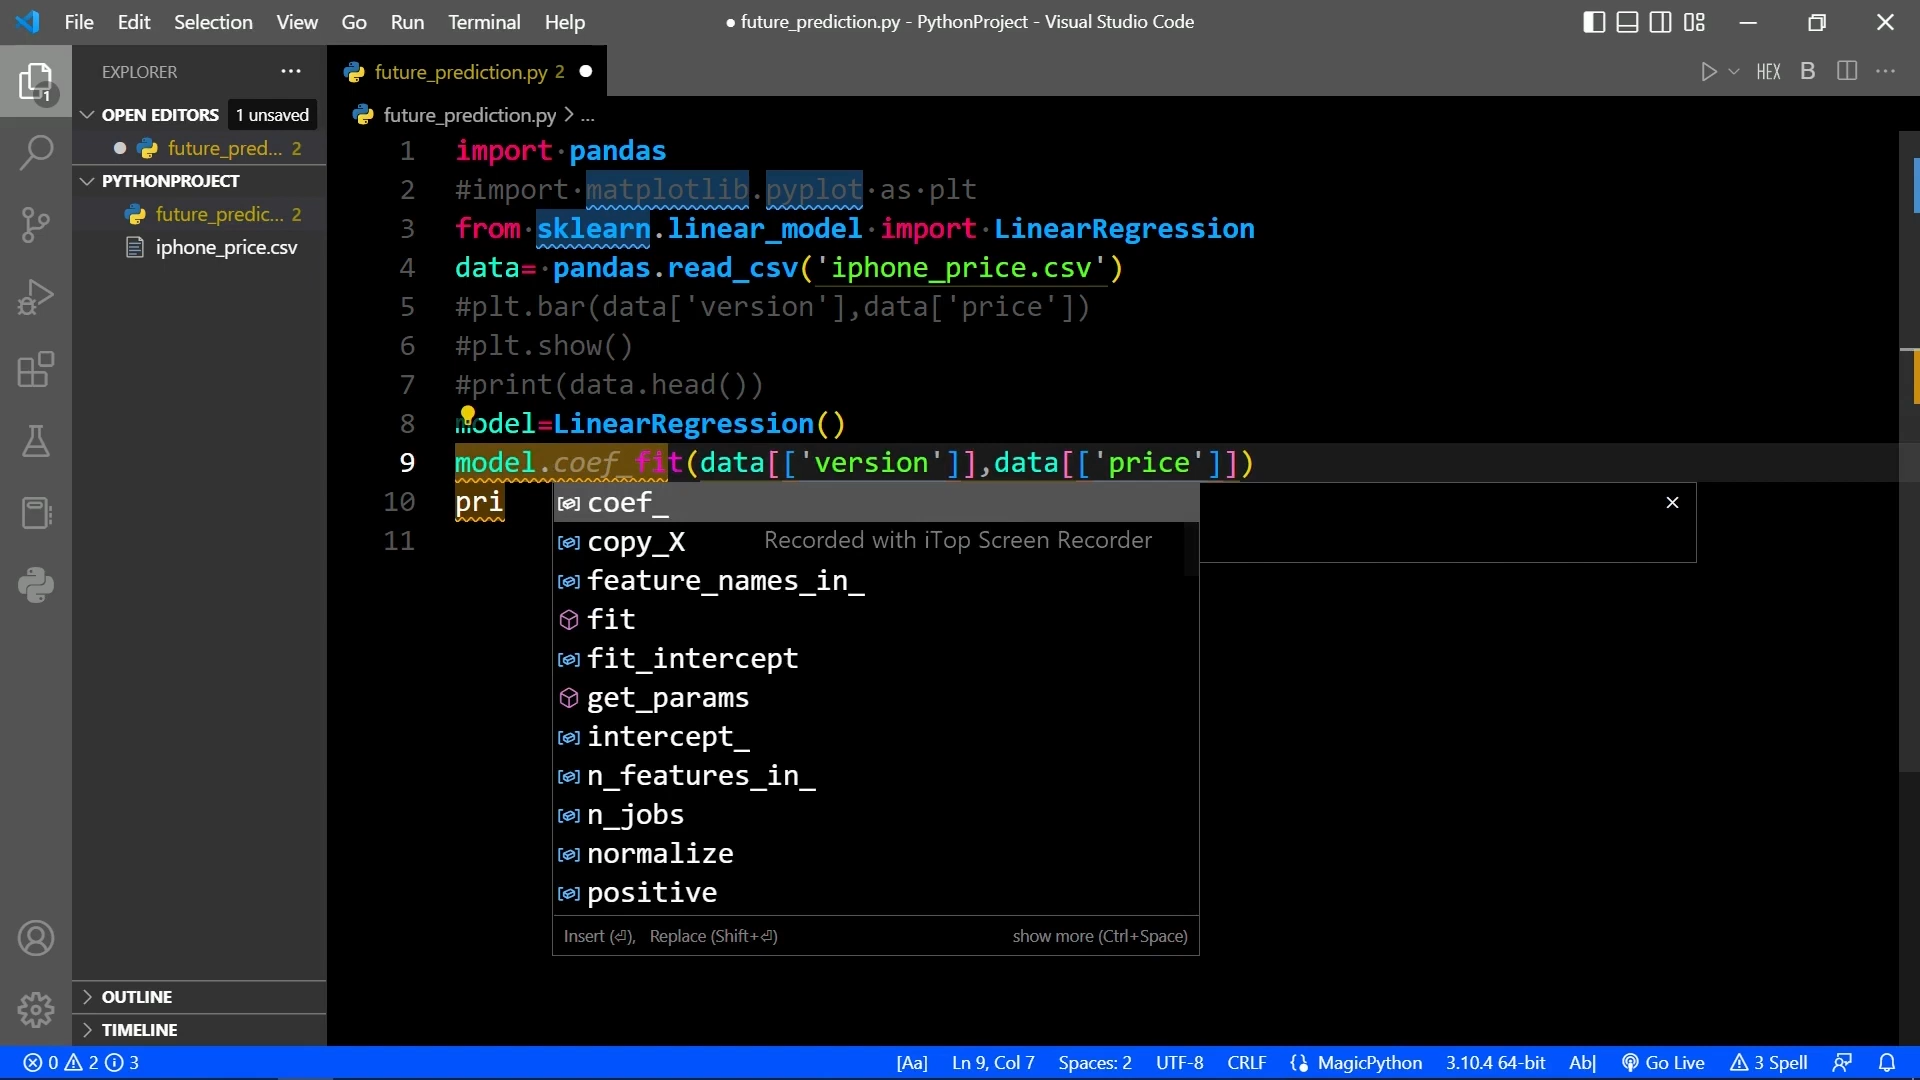 File Edit Selection View Go Run Terminal Help
● future_prediction.py - PythonProject - Visual Studio Code
EXPLORER
1
OPEN EDITORS 1 unsaved
future_pred... 2
PYTHONPROJECT
future_predic... 2
iphone_price.csv
OUTLINE
TIMELINE
future_prediction.py 2
HEX B
future_prediction.py > ...
1 import pandas
2 #import matplotlib.pyplot as plt
3 from sklearn.linear_model import LinearRegression
4 data= pandas.read_csv('iphone_price.csv')
5 #plt.bar(data['version'],data['price'])
6 #plt.show()
7 #print(data.head())
8 model=LinearRegression()
9 model.coef_fit(data[['version']],data[['price']])
10 pri
11
coef_
copy_X
Recorded with iTop Screen Recorder
feature_names_in_
fit
fit_intercept
get_params
intercept_
n_features_in_
n_jobs
normalize
positive
Insert (⏎), Replace (Shift+⏎) show more (Ctrl+Space)
0 2 3 [Aa] Ln 9, Col 7 Spaces: 2 UTF-8 CRLF MagicPython 3.10.4 64-bit Ab| Go Live 3 Spell